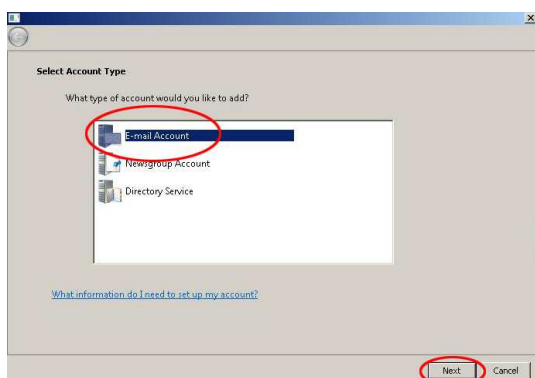 Select Account Type
What type of account would you like to add?
E-mail Account
Newsgroup Account
Directory Service
What information do I need to set up my account?
Next Cancel